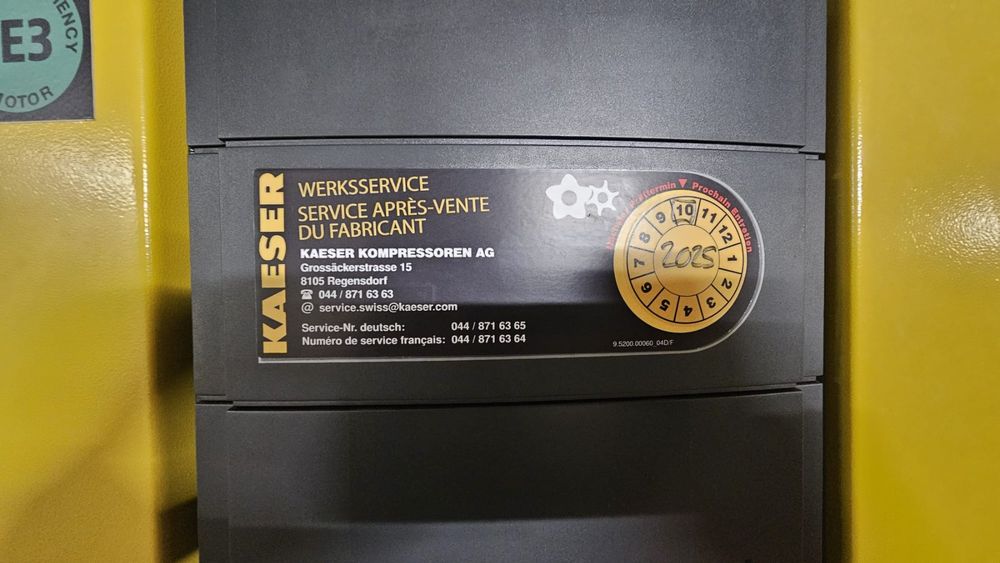 E3
MOTOR
KAESER
WERKSSERVICE
SERVICE APRÈS-VENTE
DU FABRICANT
KAESER KOMPRESSOREN AG
Grossäckerstrasse 15
8105 Regensdorf
☎ 044 / 871 63 63
@ service.swiss@kaeser.com
Service-Nr. deutsch: 044 / 871 63 65
Numéro de service français: 044 / 871 63 64
Prochain Entretien
1 2 3 4 5 6 7 8 9 10 11 12
2025
9.5200.00060_04D/F